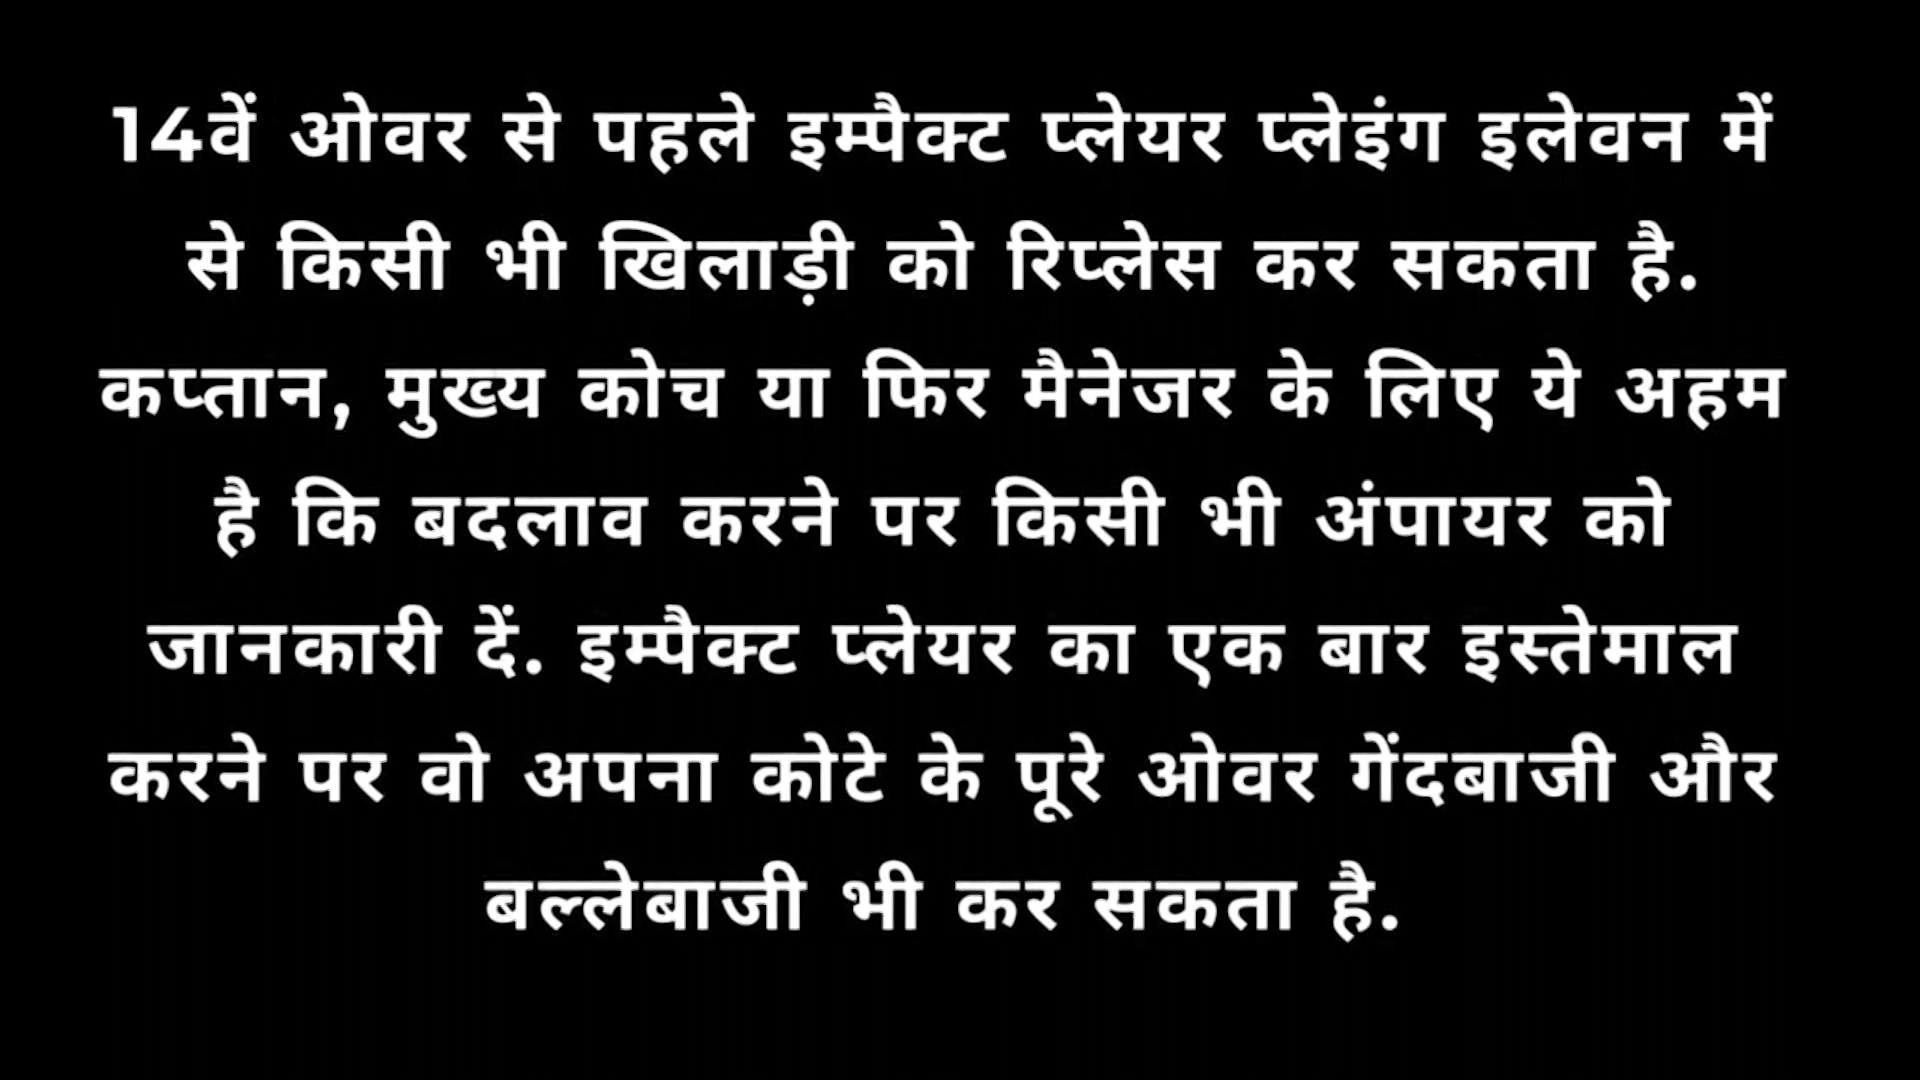 14वें ओवर से पहले इम्पैक्ट प्लेयर प्लेइंग इलेवन में
से किसी भी खिलाड़ी को रिप्लेस कर सकता है.
कप्तान, मुख्य कोच या फिर मैनेजर के लिए ये अहम
है कि बदलाव करने पर किसी भी अंपायर को
जानकारी दें. इम्पैक्ट प्लेयर का एक बार इस्तेमाल
करने पर वो अपना कोटे के पूरे ओवर गेंदबाजी और
बल्लेबाजी भी कर सकता है.